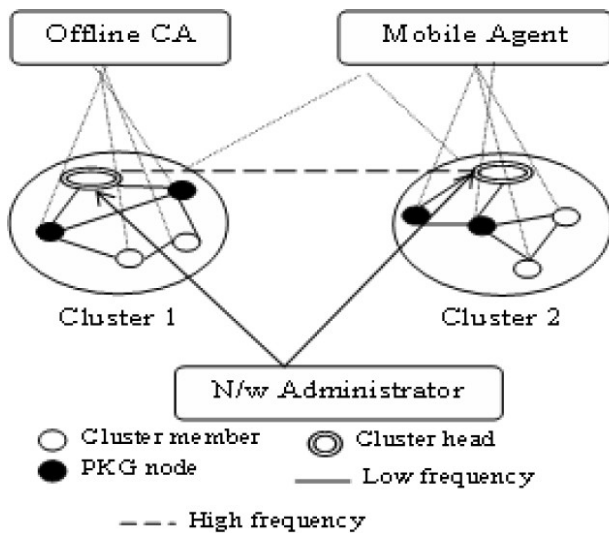 Offline CA
Mobile Agent
Cluster 1
Cluster 2
N/w Administrator
Cluster member
Cluster head
PKG node
Low frequency
High frequency